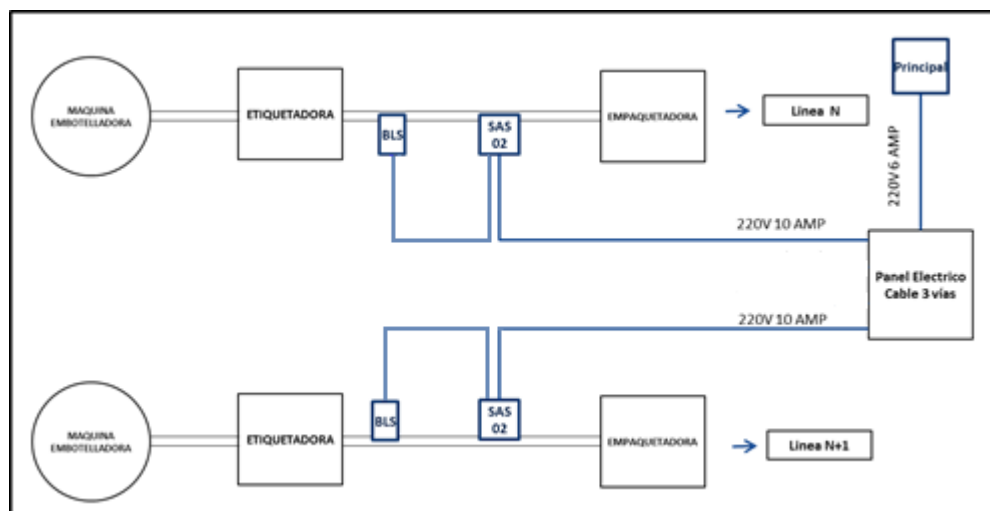 MAQUINA
EMBOTELLADORA
ETIQUETADORA
BLS
SAS
02
EMPAQUETADORA
Linea N
Principal
220V 6 AMP
220V 10 AMP
Panel Electrico
Cable 3 vías
220V 10 AMP
MAQUINA
EMBOTELLADORA
ETIQUETADORA
BLS
SAS
02
EMPAQUETADORA
Linea N+1